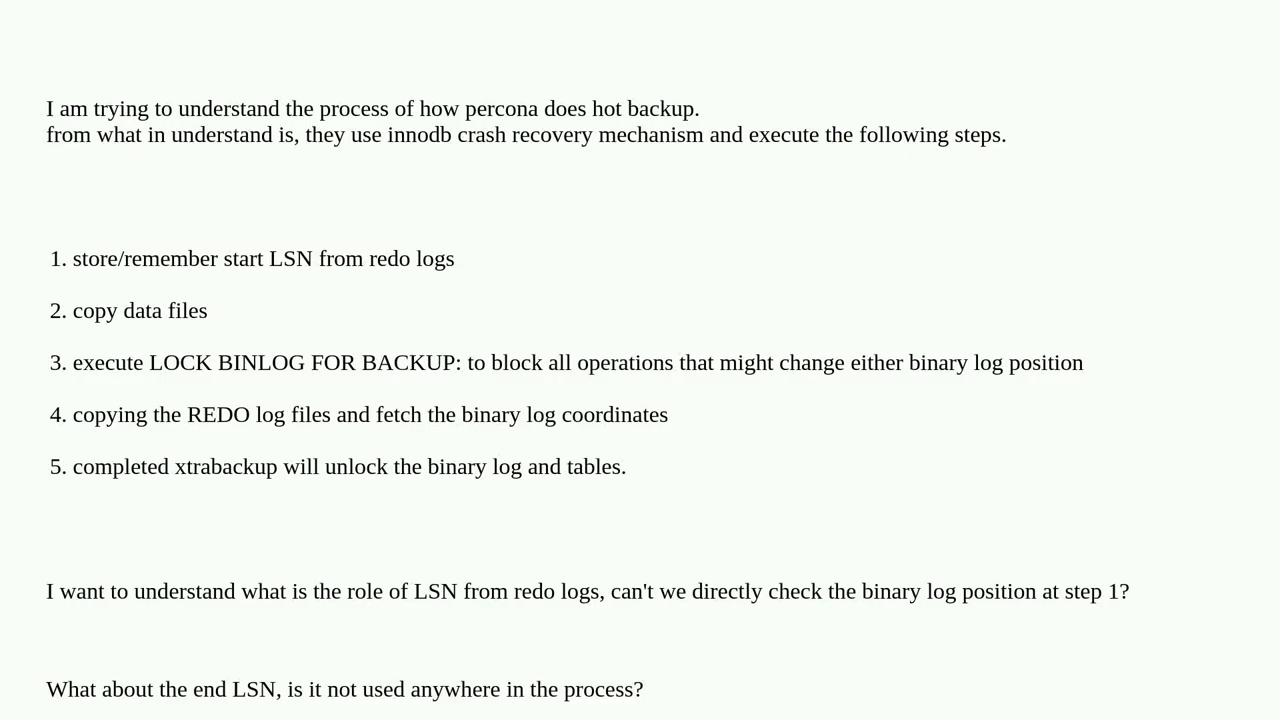 I am trying to understand the process of how percona does hot backup.
from what in understand is, they use innodb crash recovery mechanism and execute the following steps.
1. store/remember start LSN from redo logs
2. copy data files
3. execute LOCK BINLOG FOR BACKUP: to block all operations that might change either binary log position
4. copying the REDO log files and fetch the binary log coordinates
5. completed xtrabackup will unlock the binary log and tables.
I want to understand what is the role of LSN from redo logs, can't we directly check the binary log position at step 1?
What about the end LSN, is it not used anywhere in the process?